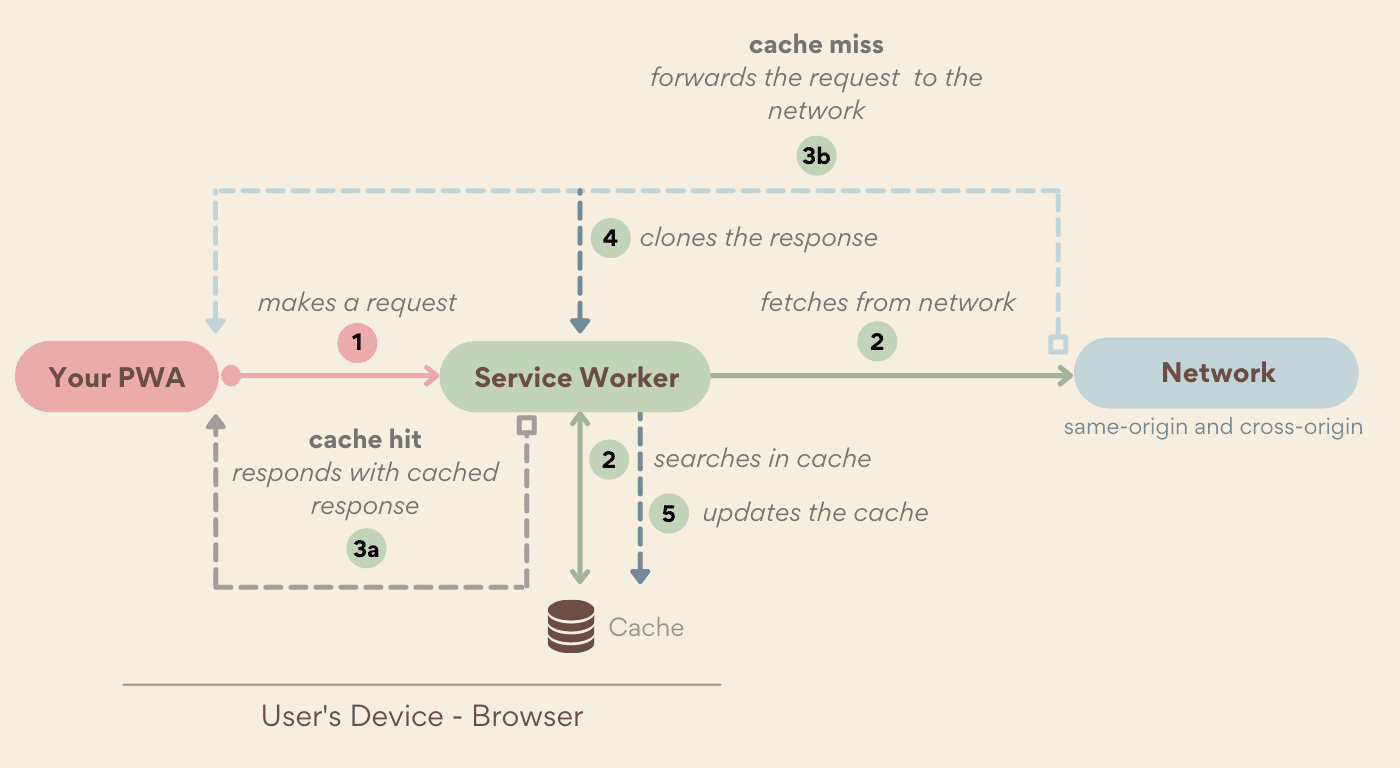 cache miss
forwards the request  to the
network
3b
4 clones the response
makes a request
1
fetches from network
2
Your PWA
Service Worker
Network
same-origin and cross-origin
cache hit
responds with cached
response
3a
2 searches in cache
5 updates the cache
Cache
User's Device - Browser